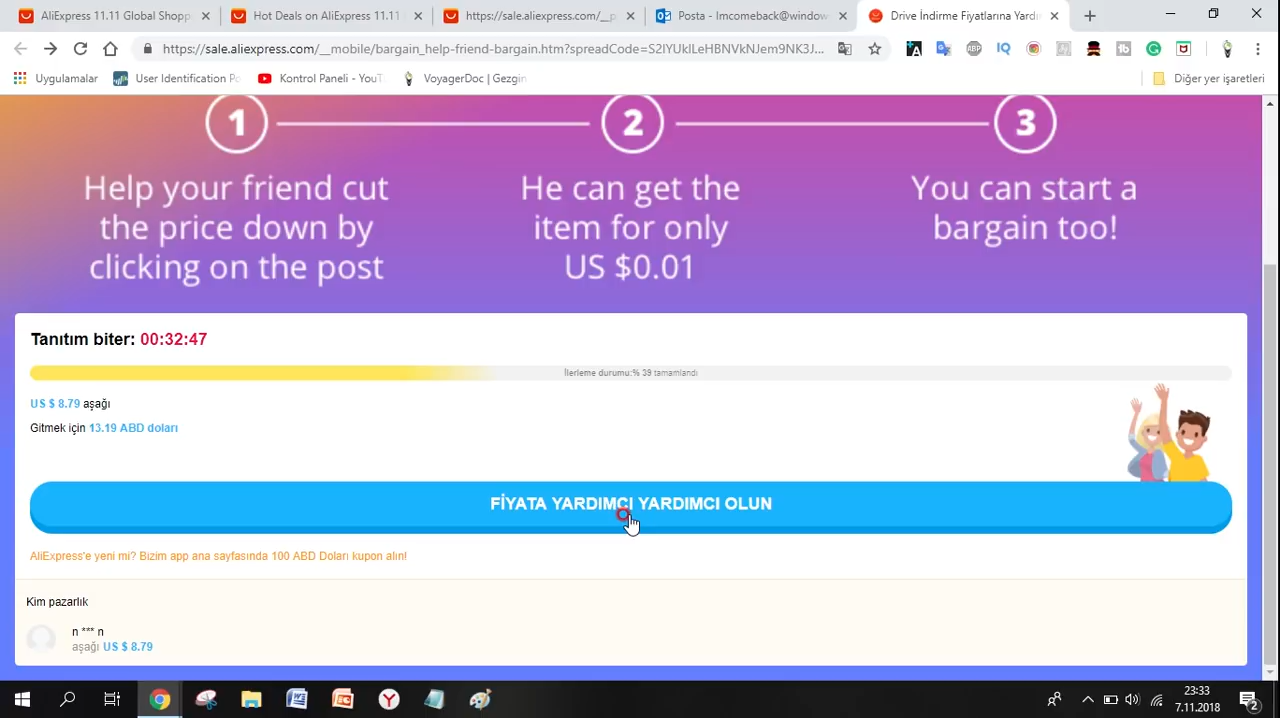 AliExpress 11.11 Global Shopp
Hot Deals on AliExpress 11.11
https://sale.aliexpress.com/__p
Posta - Imcomeback@window
Drive İndirme Fiyatlarına Yardı
https://sale.aliexpress.com/__mobile/bargain_help-friend-bargain.htm?spreadCode=S2IYUklLeHBNVkNJem9NK3J...
Uygulamalar
User Identification Po
Kontrol Paneli - YouT
VoyagerDoc | Gezgin
Diğer yer işaretleri
1
2
3
Help your friend cut
the price down by
clicking on the post
He can get the
item for only
US $0.01
You can start a
bargain too!
Tanıtım biter: 00:32:47
İlerleme durumu:% 39 tamamlandı
US $ 8.79 aşağı
Gitmek için 13.19 ABD doları
FİYATA YARDIMCI YARDIMCI OLUN
AliExpress'e yeni mi? Bizim app ana sayfasında 100 ABD Doları kupon alın!
Kim pazarlık
n *** n
aşağı US $ 8.79
23:33
7.11.2018
2